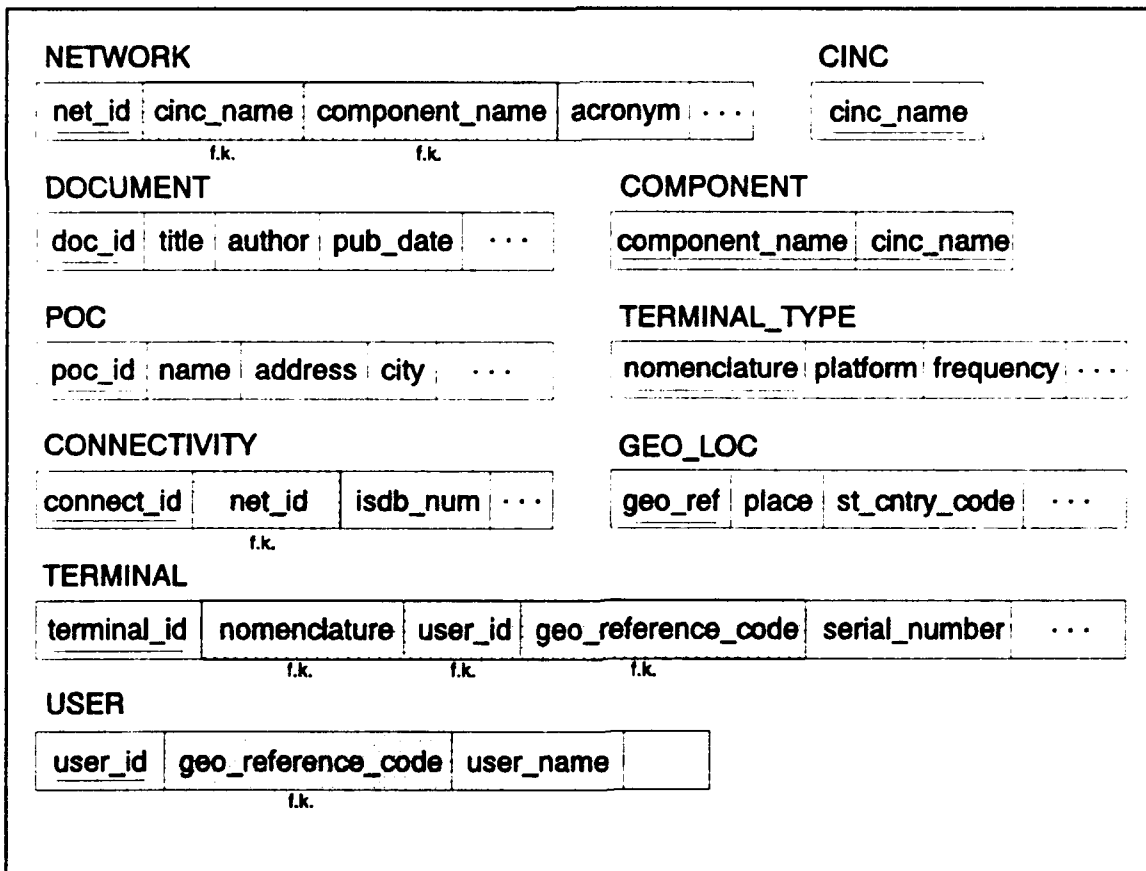 NETWORK CINC
net_id cinc_name component_name acronym ··· cinc_name
f.k. f.k.
DOCUMENT COMPONENT
doc_id title author pub_date ··· component_name cinc_name
POC TERMINAL_TYPE
poc_id name address city ··· nomenclature platform frequency ····
CONNECTIVITY GEO_LOC
connect_id net_id isdb_num ··· geo_ref place st_cntry_code ···
f.k.
TERMINAL
terminal_id nomenclature user_id geo_reference_code serial_number ···
f.k. f.k. f.k.
USER
user_id geo_reference_code user_name
f.k.